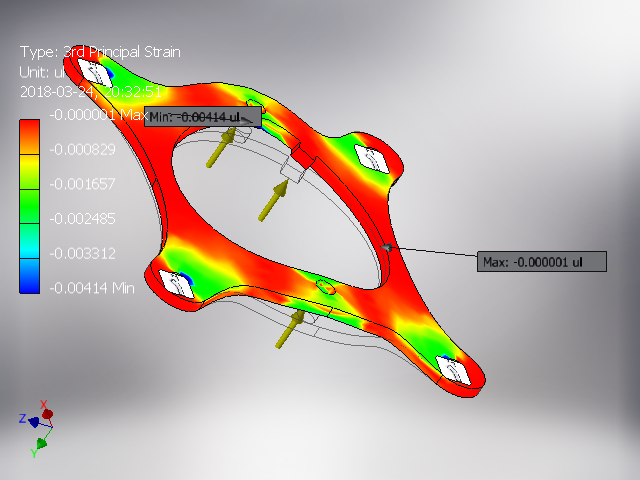 Type: 3rd Principal Strain
Unit: ul
2018-03-24, 20:32:51
-0.000001 Max
Min: -0.00414 ul
-0.000829
-0.001657
-0.002485
-0.003312
-0.00414 Min
Max: -0.000001 ul
X
Z
Y